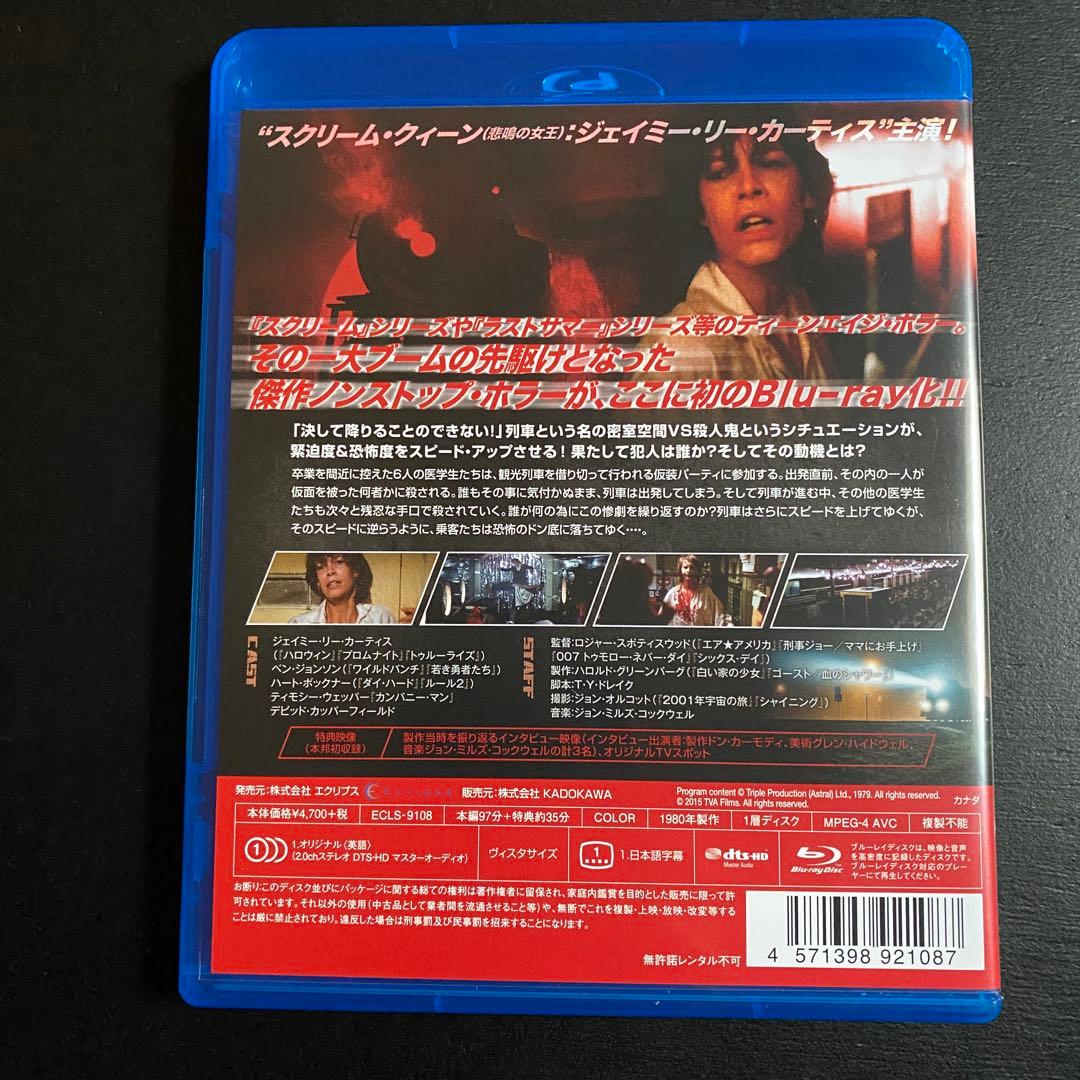 “スクリーム・クィーン(悲鳴の女王):ジェイミー・リー・カーティス”主演!
『スクリーム』シリーズや『ラストサマー』シリーズ等のティーンエイジ・ホラー。
その一大ブームの先駆けとなった
傑作ノンストップ・ホラーが、ここに初のBlu-ray化!!
「決して降りることのできない!」列車という名の密室空間VS殺人鬼というシチュエーションが、
緊迫度&恐怖度をスピード・アップさせる!果たして犯人は誰か?そしてその動機とは?
卒業を間近に控えた6人の医学生たちは、観光列車を借り切って行われる仮装パーティに参加する。出発直前、その内の一人が
仮面を被った何者かに殺される。誰もその事に気付かぬまま、列車は出発してしまう。そして列車が進む中、その他の医学生
たちも次々と残忍な手口で殺されていく。誰が何の為にこの惨劇を繰り返すのか?列車はさらにスピードを上げてゆくが、
そのスピードに逆らうように、乗客たちは恐怖のドン底に落ちてゆく‥‥。
CAST
ジェイミー・リー・カーティス
(『ハロウィン』『プロムナイト』『トゥルーライズ』)
ベン・ジョンソン(『ワイルドバンチ』『若き勇者たち』)
ハート・ボックナー(『ダイ・ハード』『ルール2』)
ティモシー・ウェッバー『カンパニー・マン』
デビッド・カッパーフィールド
STAFF
監督:ロジャー・スポティスウッド(『エア★アメリカ』『刑事ジョー/ママにお手上げ』
『007 トゥモロー・ネバー・ダイ』『シックス・デイ』)
製作:ハロルド・グリーンバーグ(『白い家の少女』『ゴースト/血のシャワー』)
脚本:T・Y・ドレイク
撮影:ジョン・オルコット(『2001年宇宙の旅』『シャイニング』)
音楽:ジョン・ミルズ・コックウェル
特典映像
(本邦初収録)
製作当時を振り返るインタビュー映像(インタビュー出演者:製作ドン・カーモディ、美術グレン・ハイドウェル、
音楽ジョン・ミルズ・コックウェルの計3名)、オリジナルTVスポット
発売元:株式会社 エクリプス
販売元:株式会社 KADOKAWA
Program content © Triple Production (Astral) Ltd., 1979. All rights reserved.
© 2015 TVA Films. All rights reserved.
カナダ
本体価格¥4,700+税
ECLS-9108
本編97分+特典約35分
COLOR
1980年製作
1層ディスク
MPEG-4 AVC
複製不能
1 1.オリジナル〈英語〉
(2.0chステレオ DTS-HD マスターオーディオ)
ヴィスタサイズ
1 1.日本語字幕
dts-HD
Master Audio
Blu-ray Disc
ブルーレイディスクは、映像と音声
を高密度に記録したディスクです。
ブルーレイディスク対応のプレー
ヤーにて再生してください。
お断り:このディスク並びにパッケージに関する総ての権利は著作権者に留保され、家庭内鑑賞を目的とした販売に限って許
可されています。それ以外の使用(中古品として業者間を流通させること等)や、無断でこれを複製・上映・放映・改変等する
ことは厳に禁止されております。違反した場合は刑事罰及び民事罰を招来することになります。
無許諾レンタル不可
4 571398 921087